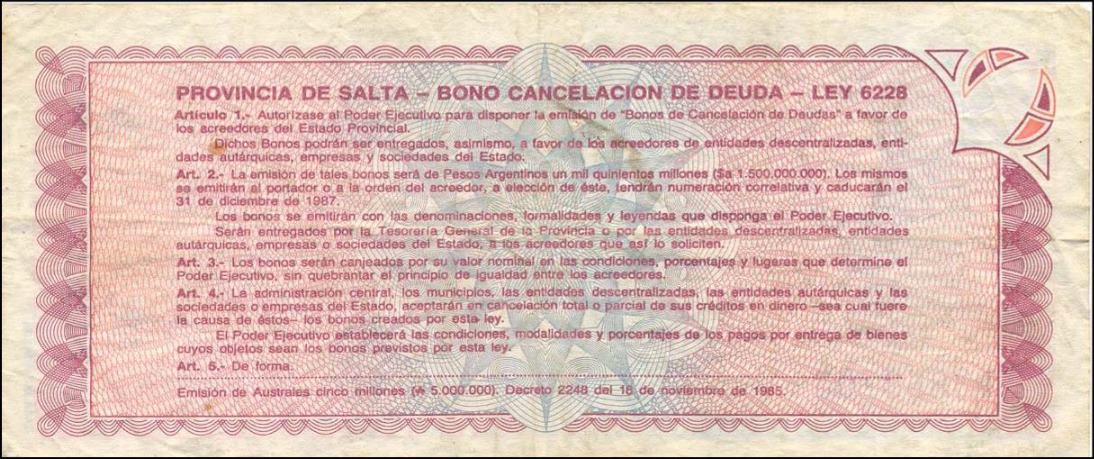 PROVINCIA DE SALTA – BONO CANCELACION DE DEUDA – LEY 6228
Artículo 1.- Autorízase al Poder Ejecutivo para disponer la emisión de "Bonos de Cancelación de Deudas" a favor de
los acreedores del Estado Provincial.
Dichos Bonos podrán ser entregados, asimismo, a favor de los acreedores de entidades descentralizadas, enti-
dades autárquicas, empresas y sociedades del Estado.
Art. 2.- La emisión de tales bonos será de Pesos Argentinos un mil quinientos millones ($a 1.500.000.000). Los mismos
se emitirán al portador o a la orden del acreedor, a elección de éste, tendrán numeración correlativa y caducarán el
31 de diciembre de 1987.
Los bonos se emitirán con las denominaciones, formalidades y leyendas que disponga el Poder Ejecutivo.
Serán entregados por la Tesorería General de la Provincia o por las entidades descentralizadas, entidades
autárquicas, empresas o sociedades del Estado, a los acreedores que así lo soliciten.
Art. 3.- Los bonos serán canjeados por su valor nominal en las condiciones, porcentajes y lugares que determine el
Poder Ejecutivo, sin quebrantar el principio de igualdad entre los acreedores.
Art. 4.- La administración central, los municipios, las entidades descentralizadas, las entidades autárquicas y las
sociedades o empresas del Estado, aceptarán en cancelación total o parcial de sus créditos en dinero –sea cual fuere
la causa de éstos– los bonos creados por esta ley.
El Poder Ejecutivo establecerá las condiciones, modalidades y porcentajes de los pagos por entrega de bienes
cuyos objetos sean los bonos previstos por esta ley.
Art. 5.- De forma.
Emisión de Australes cinco millones (₳ 5.000.000). Decreto 2248 del 18 de noviembre de 1985.